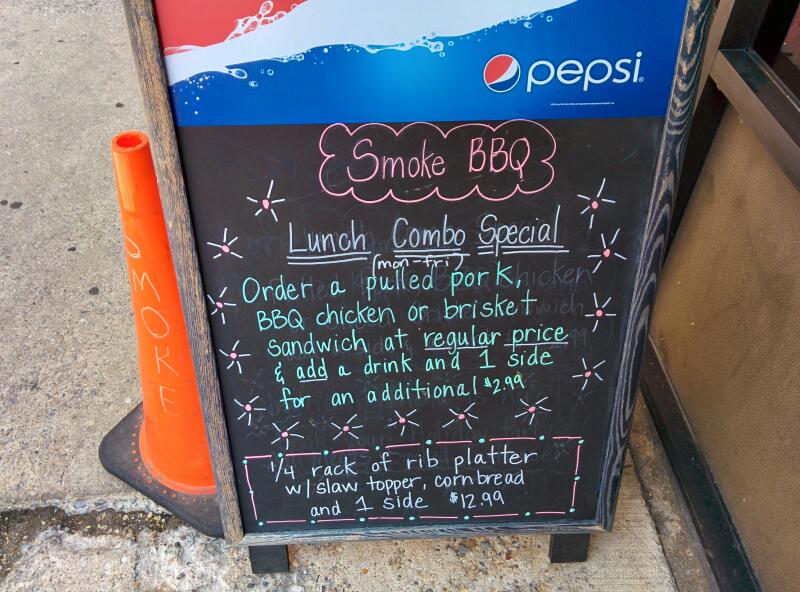 pepsi
Smoke BBQ
Lunch Combo Special
(mon-fri)
Order a pulled pork,
BBQ chicken or brisket
sandwich at regular price
& add a drink and 1 side
for an additional $2.99
1/4 rack of rib platter
w/slaw topper, cornbread
and 1 side $12.99
SMOKE